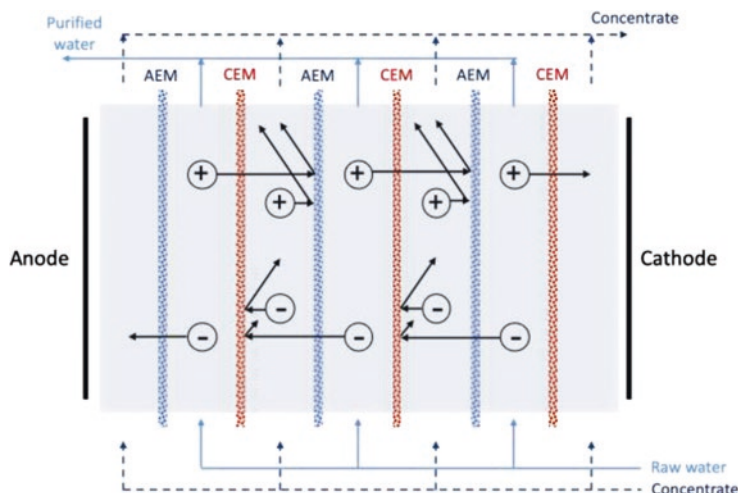 Purified
water
Concentrate
AEM CEM AEM CEM AEM CEM
+ + +
+ +
Anode Cathode
- -
- - -
Raw water
Concentrate